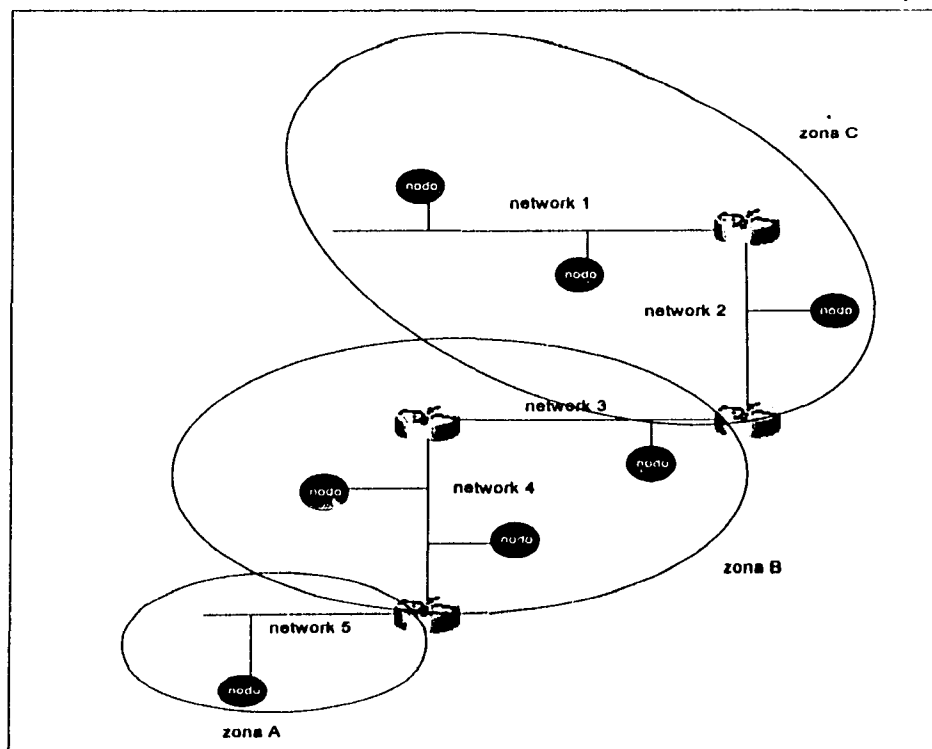 zona C
nodo
network 1
nodo
network 2
nodo
network 3
nodo
nodo
network 4
nodo
zona B
network 5
nodo
zona A